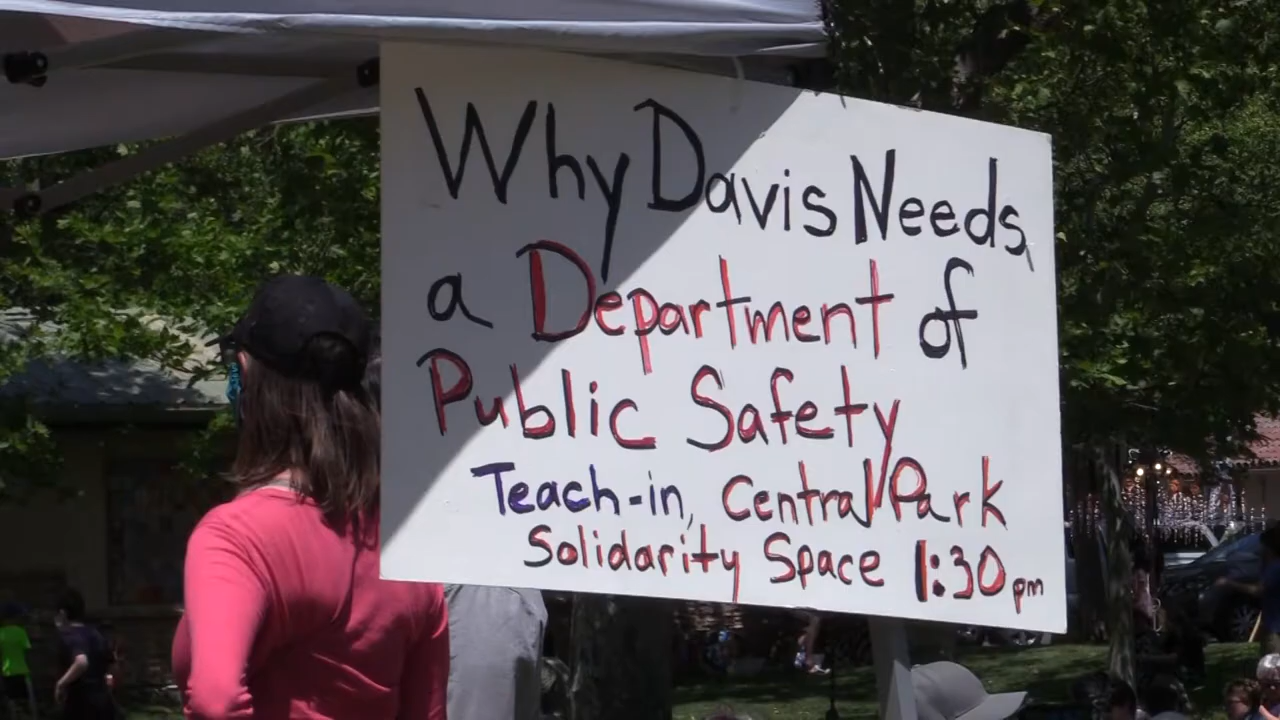 Why Davis Needs
a Department of
Public Safety
Teach-in, Central Park
Solidarity Space 1:30 pm